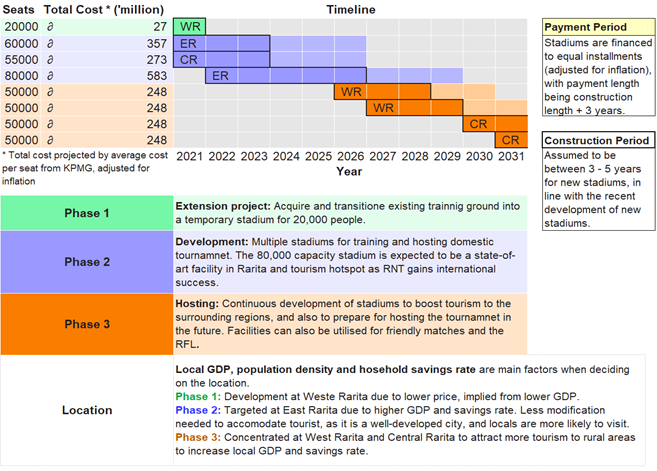 Seats Total Cost * ('million) Timeline
20000 ∂ 27 WR
60000 ∂ 357 ER
55000 ∂ 273 CR
80000 ∂ 583 ER
50000 ∂ 248 WR
50000 ∂ 248 WR
50000 ∂ 248 CR
50000 ∂ 248 CR
* Total cost projected by average cost
per seat from KPMG, adjusted for
inflation
2021 2022 2023 2024 2025 2026 2027 2028 2029 2030 2031
Year
Payment Period
Stadiums are financed
to equal installments
(adjusted for inflation),
with payment length
being construction
length + 3 years.
Construction Period
Assumed to be
between 3 - 5 years
for new stadiums, in
line with the recent
development of new
stadiums.
Phase 1
Extension project: Acquire and transitione existing trainnig ground into
a temporary stadium for 20,000 people.
Phase 2
Development: Multiple stadiums for training and hosting domestic
tournamnet. The 80,000 capacity stadium is expected to be a state-of-
art facility in Rarita and tourism hotspot as RNT gains international
success.
Phase 3
Hosting: Continuous development of stadiums to boost tourism to the
surrounding regions, and also to prepare for hosting the tournamnet in
the future. Facilities can also be utilised for friendly matches and the
RFL.
Location
Local GDP, population density and hosehold savings rate are main factors when deciding
on the location.
Phase 1: Development at Weste Rarita due to lower price, implied from lower GDP.
Phase 2: Targeted at East Rarita due to higher GDP and savings rate. Less modification
needed to accomodate tourist, as it is a well-developed city, and locals are more likely to visit.
Phase 3: Concentrated at West Rarita and Central Rarita to attract more tourism to rural areas
to increase local GDP and savings rate.